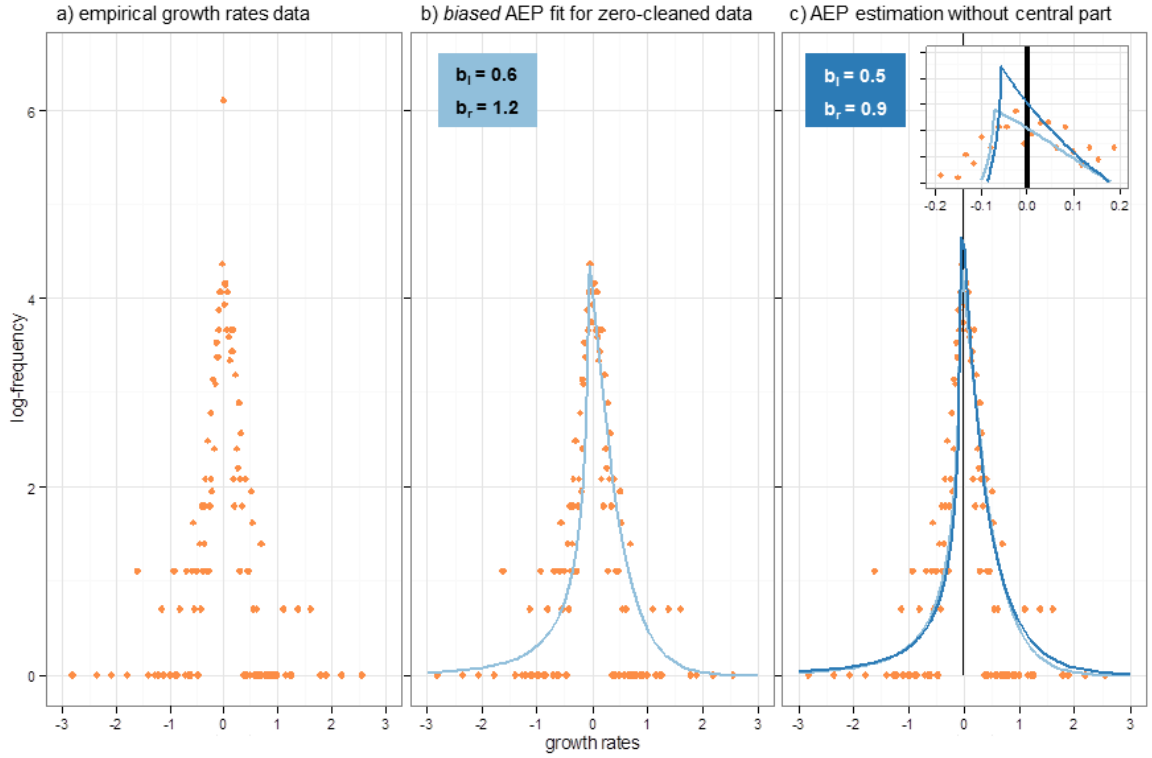 a) empirical growth rates data
b) biased AEP fit for zero-cleaned data
c) AEP estimation without central part
log-frequency
6
4
2
0
b_l = 0.6
b_r = 1.2
b_l = 0.5
b_r = 0.9
-0.2 -0.1 0.0 0.1 0.2
-3 -2 -1 0 1 2 3
-3 -2 -1 0 1 2 3
-3 -2 -1 0 1 2 3
growth rates